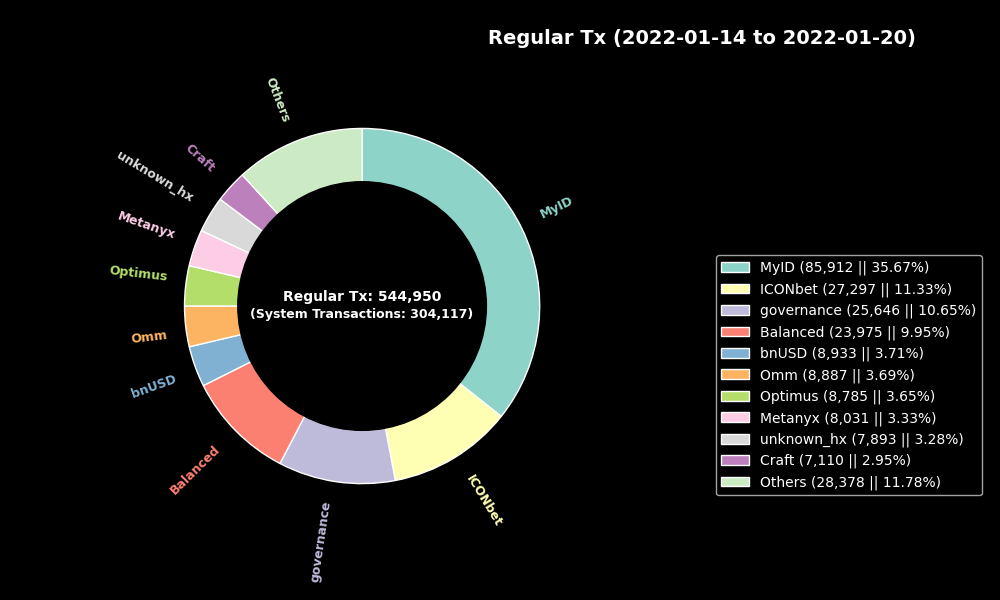 Regular Tx (2022-01-14 to 2022-01-20)
Others
Craft
unknown_hx
MyID
Metanyx
Optimus
Regular Tx: 544,950
(System Transactions: 304,117)
Omm
bnUSD
Balanced
ICONbet
governance
MyID (85,912 || 35.67%)
ICONbet (27,297 || 11.33%)
governance (25,646 || 10.65%)
Balanced (23,975 || 9.95%)
bnUSD (8,933 || 3.71%)
Omm (8,887 || 3.69%)
Optimus (8,785 || 3.65%)
Metanyx (8,031 || 3.33%)
unknown_hx (7,893 || 3.28%)
Craft (7,110 || 2.95%)
Others (28,378 || 11.78%)